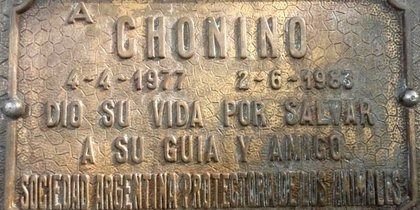 A
CHONINO
4-4-1977 2-6-1983
DIO SU VIDA POR SALVAR
A SU GUIA Y AMIGO.
SOCIEDAD ARGENTINA PROTECTORA DE LOS ANIMALES